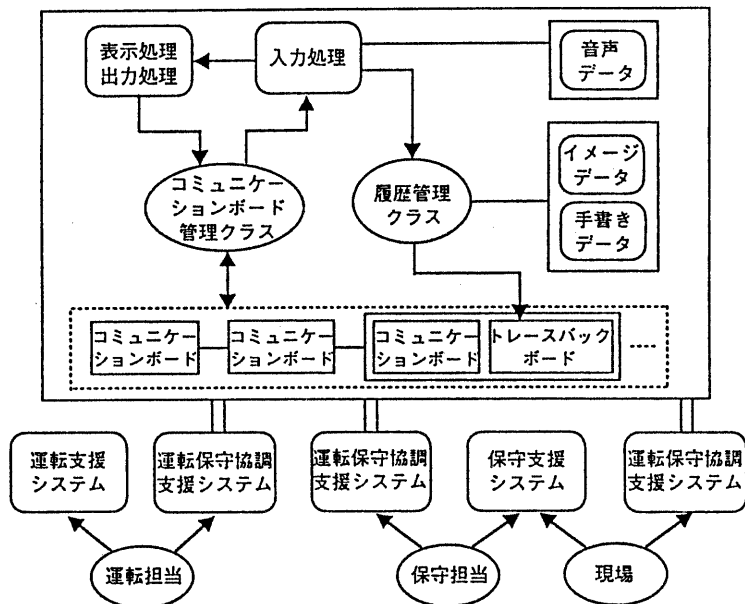 表示処理
出力処理
入力処理
音声
データ
イメージ
データ
手書き
データ
コミュニケー
ションボード
管理クラス
履歴管理
クラス
コミュニケー
ションボード
コミュニケー
ションボード
コミュニケー
ションボード
トレースバック
ボード
運転支援
システム
運転保守協調
支援システム
運転保守協調
支援システム
保守支援
システム
運転保守協調
支援システム
運転担当
保守担当
現場